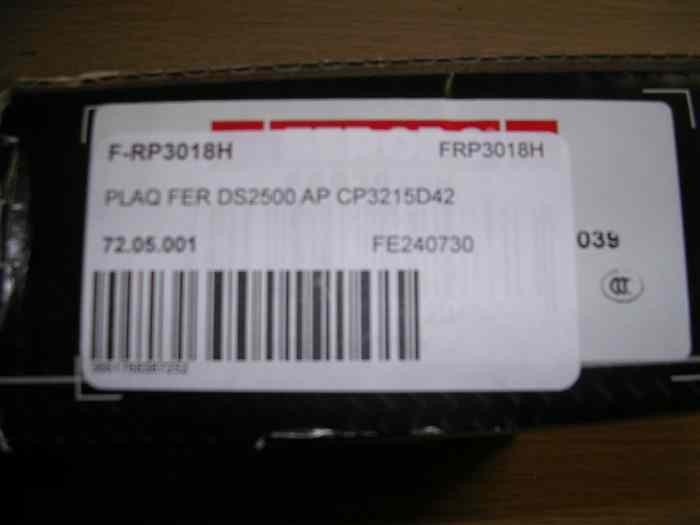 F-RP3018H FRP3018H
PLAQ FER DS2500 AP CP3215D42
72.05.001 FE240730
039